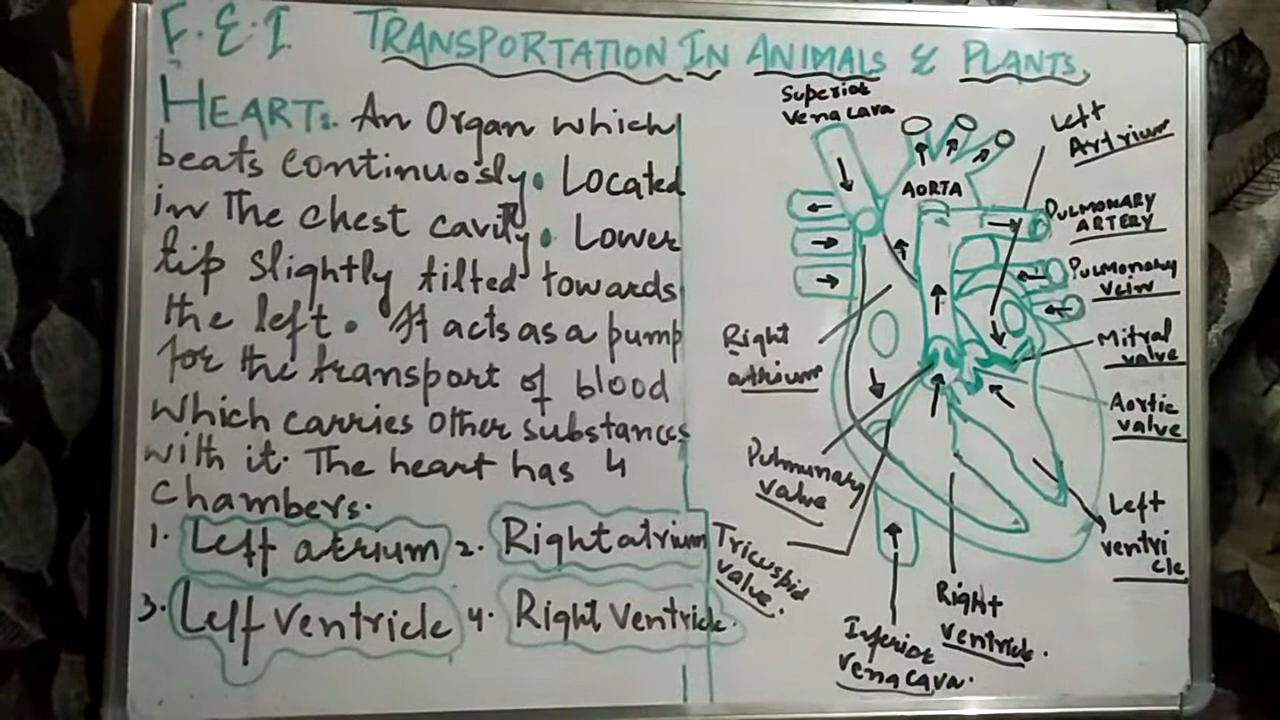 F.E.I. TRANSPORTATION IN ANIMALS & PLANTS
HEART:. An Organ which
beats continuosly. Located
in The chest cavity. Lower
tip slightly tilted towards
the left. It acts as a pump
for the transport of blood
which carries other substances
with it. The heart has 4
chambers.
1. Left atrium 2. Right atrium
3. Left Ventricle 4. Right Ventricle.
Superior
vena cava
Left
Artrium
AORTA
PULMONARY
ARTERY
Pulmonary
vein
Right
atrium
Mitral
valve
Aortic
valve
Pulmunary
valve
Left
ventri
cle
Tricuspid
valve.
Right
ventricle.
Inferior
vena cava.